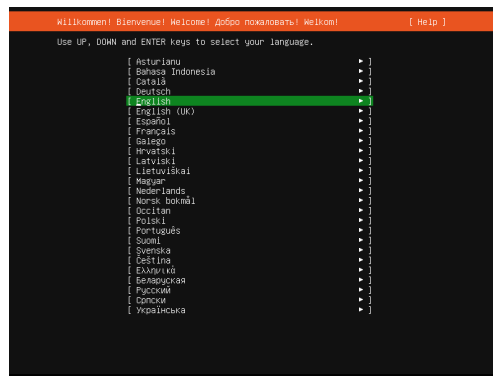 Willkommen! Bienvenue! Welcome! Добро пожаловать! Welkom! [ Help ]
Use UP, DOWN and ENTER keys to select your language.
[ Asturianu ► ]
[ Bahasa Indonesia ► ]
[ Català ► ]
[ Deutsch ► ]
[ English ► ]
[ English (UK) ► ]
[ Español ► ]
[ Français ► ]
[ Galego ► ]
[ Hrvatski ► ]
[ Latviski ► ]
[ Lietuviškai ► ]
[ Magyar ► ]
[ Nederlands ► ]
[ Norsk bokmål ► ]
[ Occitan ► ]
[ Polski ► ]
[ Português ► ]
[ Suomi ► ]
[ Svenska ► ]
[ Čeština ► ]
[ Ελληνικά ► ]
[ Беларуская ► ]
[ Русский ► ]
[ Српски ► ]
[ Українська ► ]